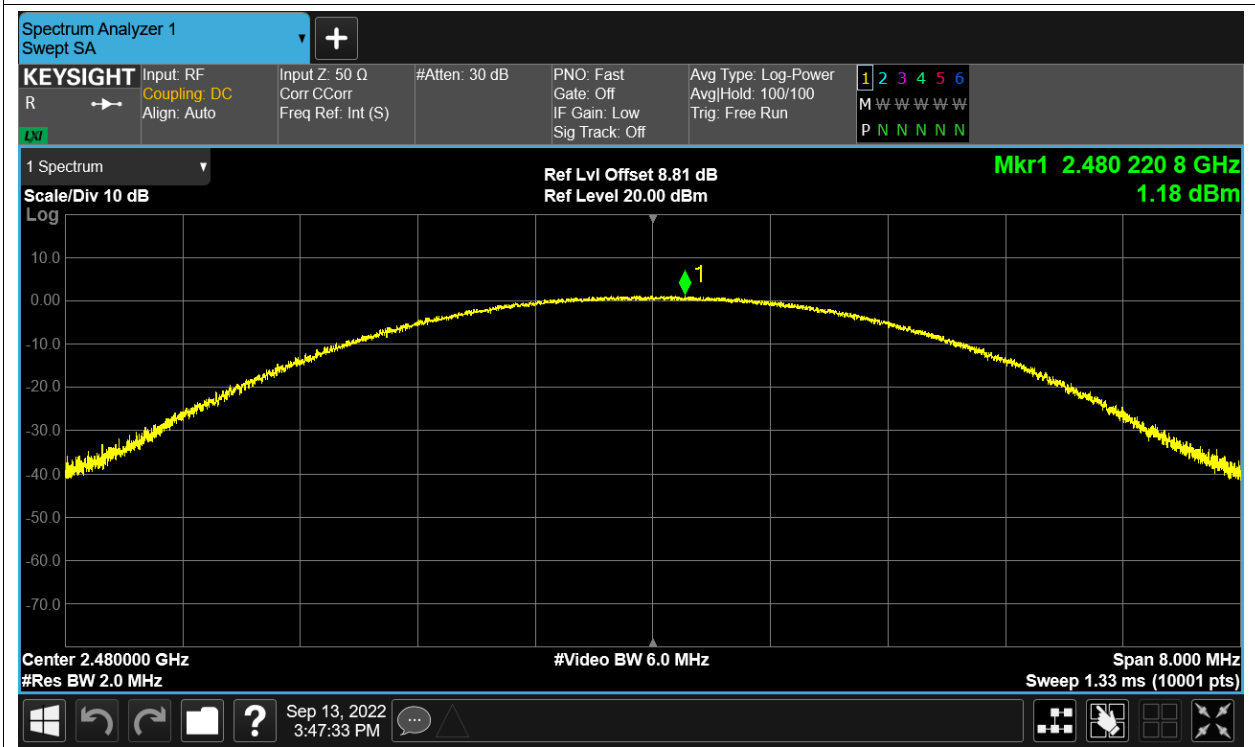 Spectrum Analyzer 1
Swept SA
KEYSIGHT
R
LXI
Input: RF
Coupling: DC
Align: Auto
Input Z: 50 Ω
Corr CCorr
Freq Ref: Int (S)
#Atten: 30 dB
PNO: Fast
Gate: Off
IF Gain: Low
Sig Track: Off
Avg Type: Log-Power
Avg|Hold: 100/100
Trig: Free Run
1 2 3 4 5 6
M W W W W W
P N N N N N
1 Spectrum
Scale/Div 10 dB
Log
Ref Lvl Offset 8.81 dB
Ref Level 20.00 dBm
Mkr1 2.480 220 8 GHz
1.18 dBm
1
10.0
0.00
-10.0
-20.0
-30.0
-40.0
-50.0
-60.0
-70.0
Center 2.480000 GHz
#Res BW 2.0 MHz
#Video BW 6.0 MHz
Span 8.000 MHz
Sweep 1.33 ms (10001 pts)
?
Sep 13, 2022
3:47:33 PM